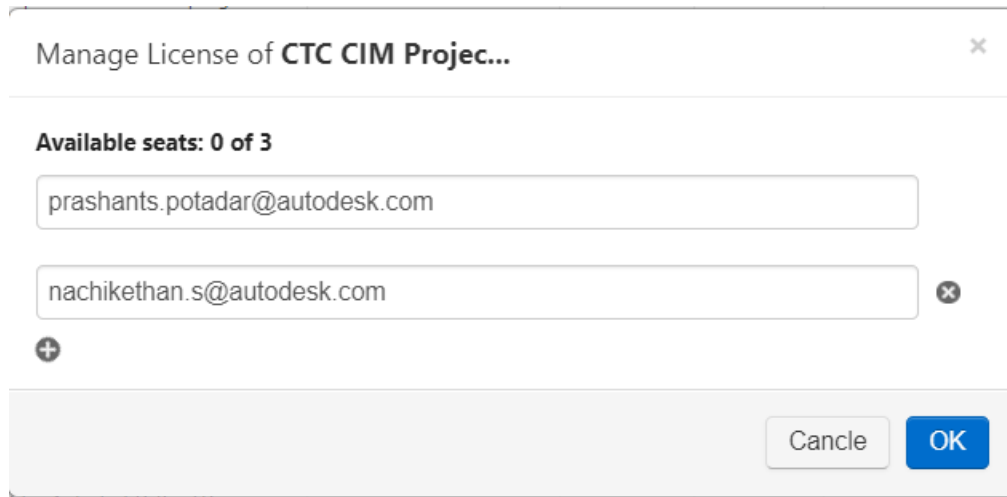 Manage License of CTC CIM Projec...
Available seats: 0 of 3
prashants.potadar@autodesk.com
nachikethan.s@autodesk.com
Cancle OK